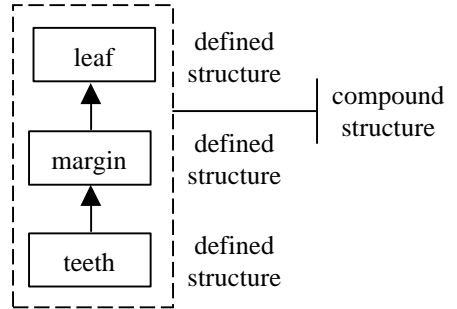 leaf
defined
structure
compound
structure
margin
defined
structure
teeth
defined
structure